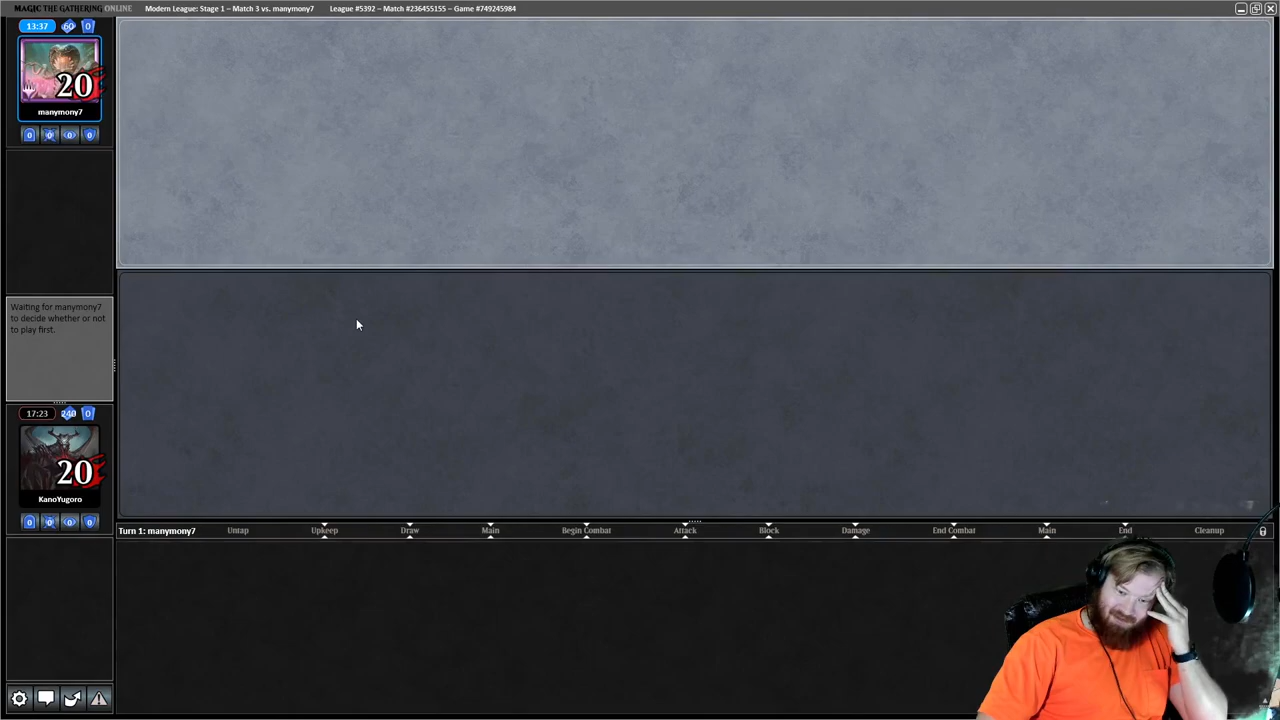 MAGIC THE GATHERING ONLINE
Modern League: Stage 1 – Match 3 vs. manymony7
League #5392 – Match #236455155 – Game #749245984
13:37
60
0
20
manymony7
0
0
0
0
Waiting for manymony7
to decide whether or not
to play first.
17:23
240
0
20
KanoYugoro
0
0
0
0
Turn 1: manymony7
Untap
Upkeep
Draw
Main
Begin Combat
Attack
Block
Damage
End Combat
Main
End
Cleanup